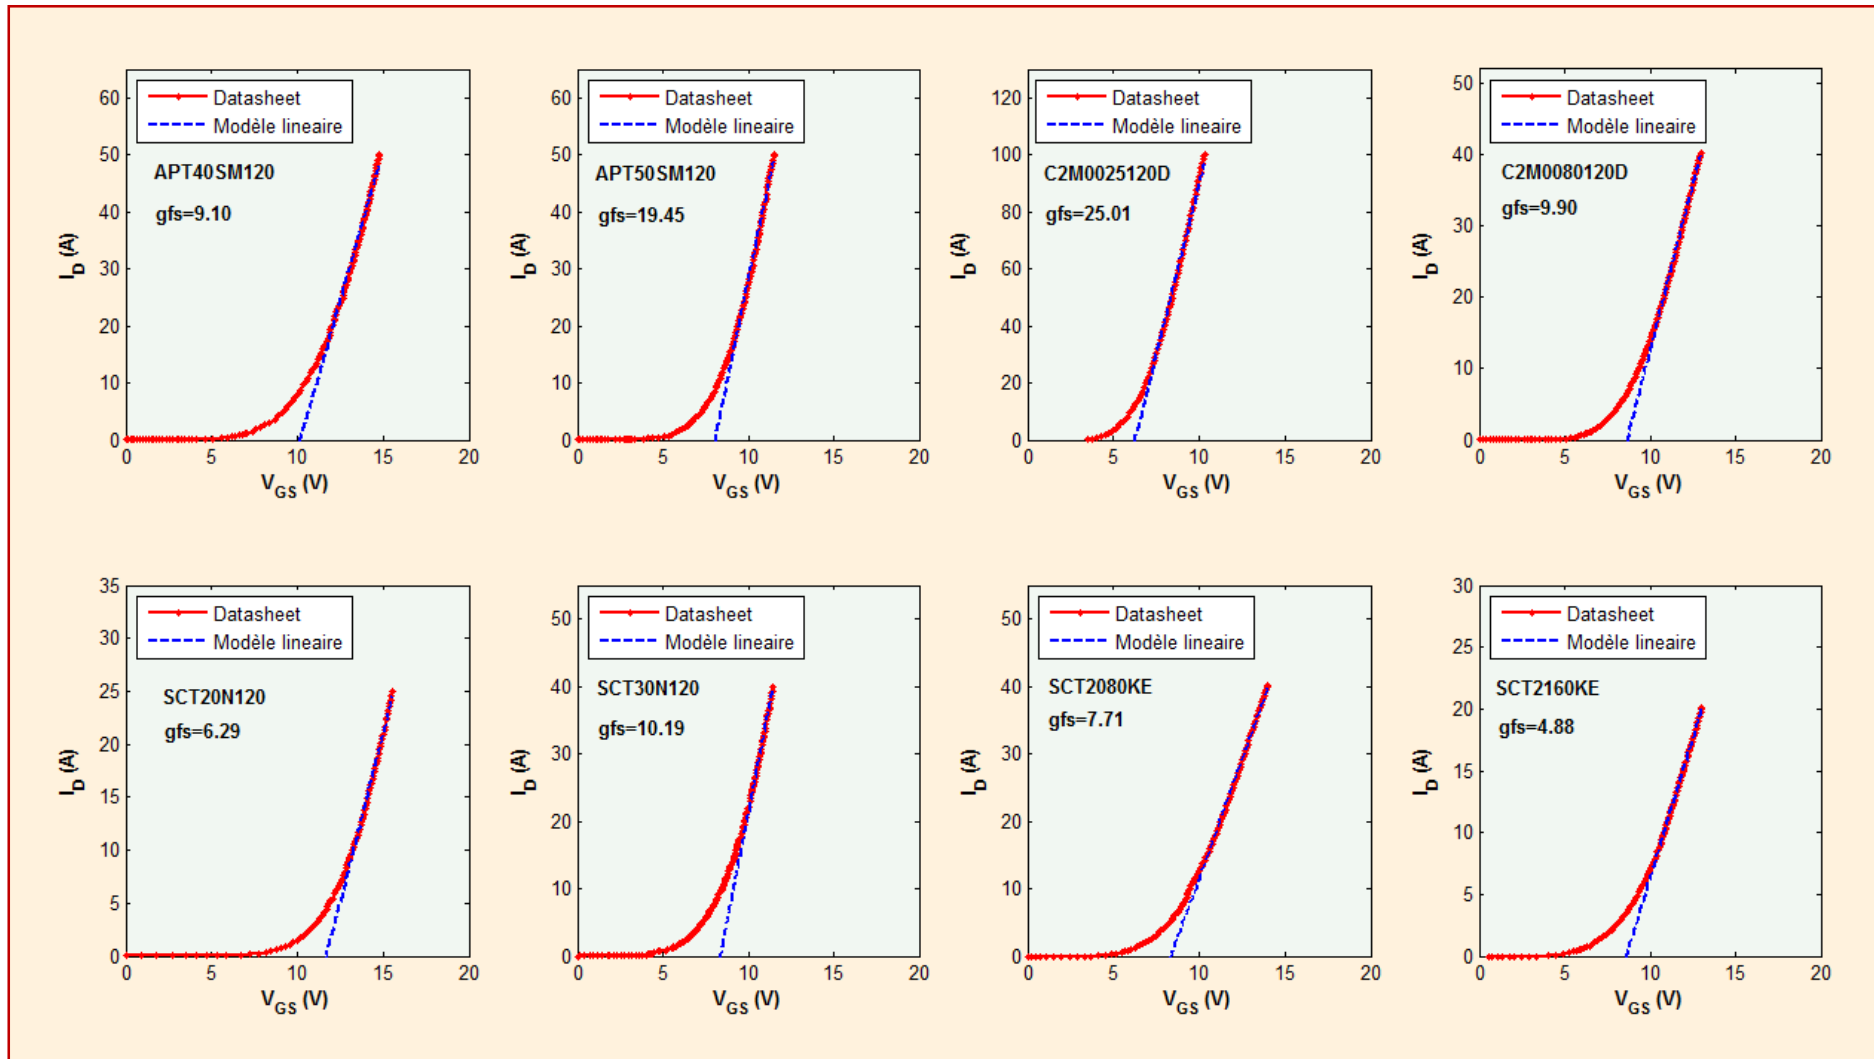 60
50
40
30
20
10
0
0 5 10 15 20
I_D (A)
V_GS (V)
Datasheet
Modèle lineaire
APT40SM120
gfs=9.10
60
50
40
30
20
10
0
0 5 10 15 20
I_D (A)
V_GS (V)
Datasheet
Modèle lineaire
APT50SM120
gfs=19.45
120
100
80
60
40
20
0
0 5 10 15 20
I_D (A)
V_GS (V)
Datasheet
Modèle lineaire
C2M0025120D
gfs=25.01
50
40
30
20
10
0
0 5 10 15 20
I_D (A)
V_GS (V)
Datasheet
Modèle lineaire
C2M0080120D
gfs=9.90
35
30
25
20
15
10
5
0
0 5 10 15 20
I_D (A)
V_GS (V)
Datasheet
Modèle lineaire
SCT20N120
gfs=6.29
50
40
30
20
10
0
0 5 10 15 20
I_D (A)
V_GS (V)
Datasheet
Modèle lineaire
SCT30N120
gfs=10.19
50
40
30
20
10
0
0 5 10 15 20
I_D (A)
V_GS (V)
Datasheet
Modèle lineaire
SCT2080KE
gfs=7.71
30
25
20
15
10
5
0
0 5 10 15 20
I_D (A)
V_GS (V)
Datasheet
Modèle lineaire
SCT2160KE
gfs=4.88